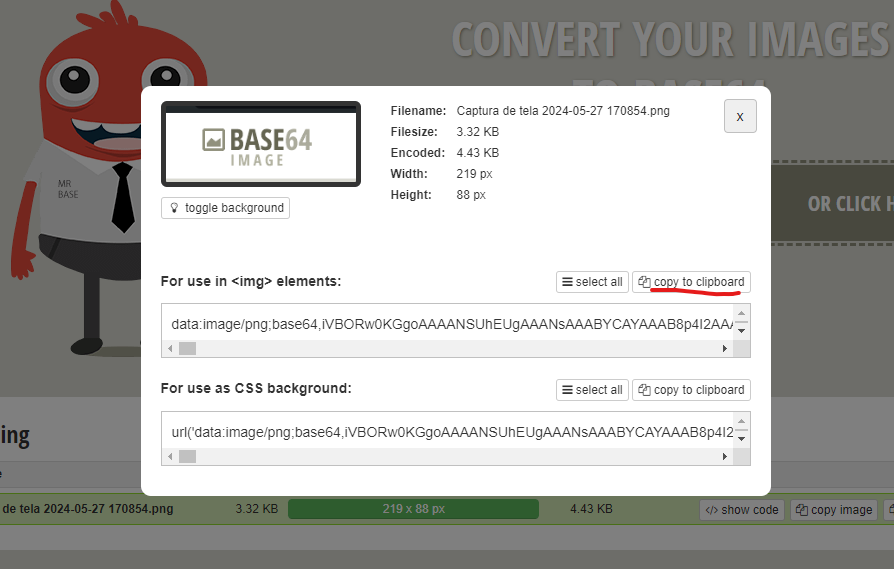 CONVERT YOUR IMAGES
TO BASE64
MR
BASE
BASE64
IMAGE
toggle background
Filename: Captura de tela 2024-05-27 170854.png
Filesize: 3.32 KB
Encoded: 4.43 KB
Width: 219 px
Height: 88 px
x
OR CLICK H
For use in <img> elements:
select all
copy to clipboard
data:image/png;base64,iVBORw0KGgoAAAANSUhEUgAAANsAAABYCAYAAAB8p4I2AAA
For use as CSS background:
select all
copy to clipboard
url('data:image/png;base64,iVBORw0KGgoAAAANSUhEUgAAANsAAABYCAYAAAB8p4I2
ing
e
de tela 2024-05-27 170854.png 3.32 KB 219 x 88 px 4.43 KB </> show code copy image